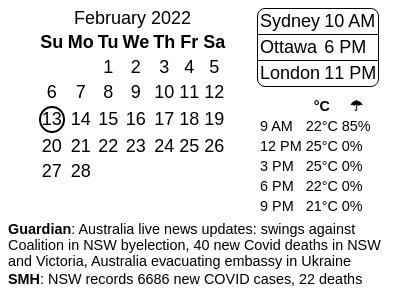 February 2022
Su Mo Tu We Th Fr Sa
1 2 3 4 5
6 7 8 9 10 11 12
13 14 15 16 17 18 19
20 21 22 23 24 25 26
27 28
Sydney 10 AM
Ottawa 6 PM
London 11 PM
°C ☂
9 AM 22°C 85%
12 PM 25°C 0%
3 PM 25°C 0%
6 PM 22°C 0%
9 PM 21°C 0%
Guardian: Australia live news updates: swings against
Coalition in NSW byelection, 40 new Covid deaths in NSW
and Victoria, Australia evacuating embassy in Ukraine
SMH: NSW records 6686 new COVID cases, 22 deaths